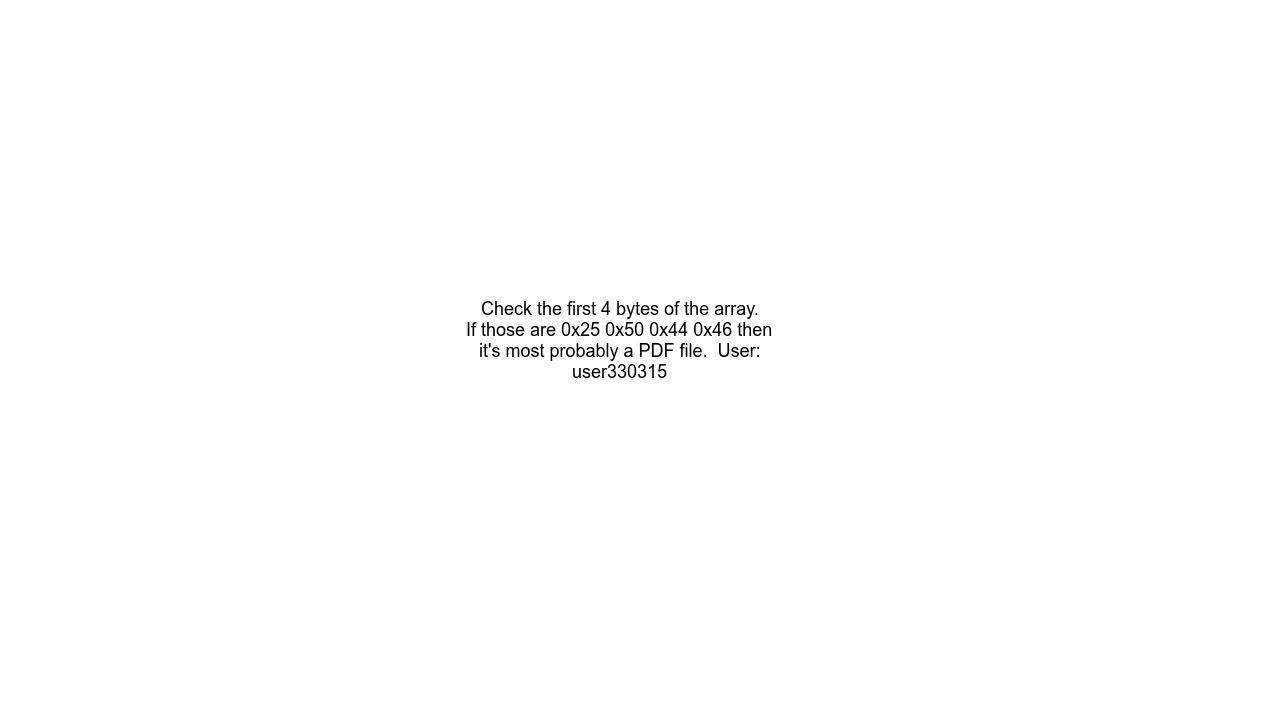 Check the first 4 bytes of the array.
If those are 0x25 0x50 0x44 0x46 then
it's most probably a PDF file.  User:
user330315